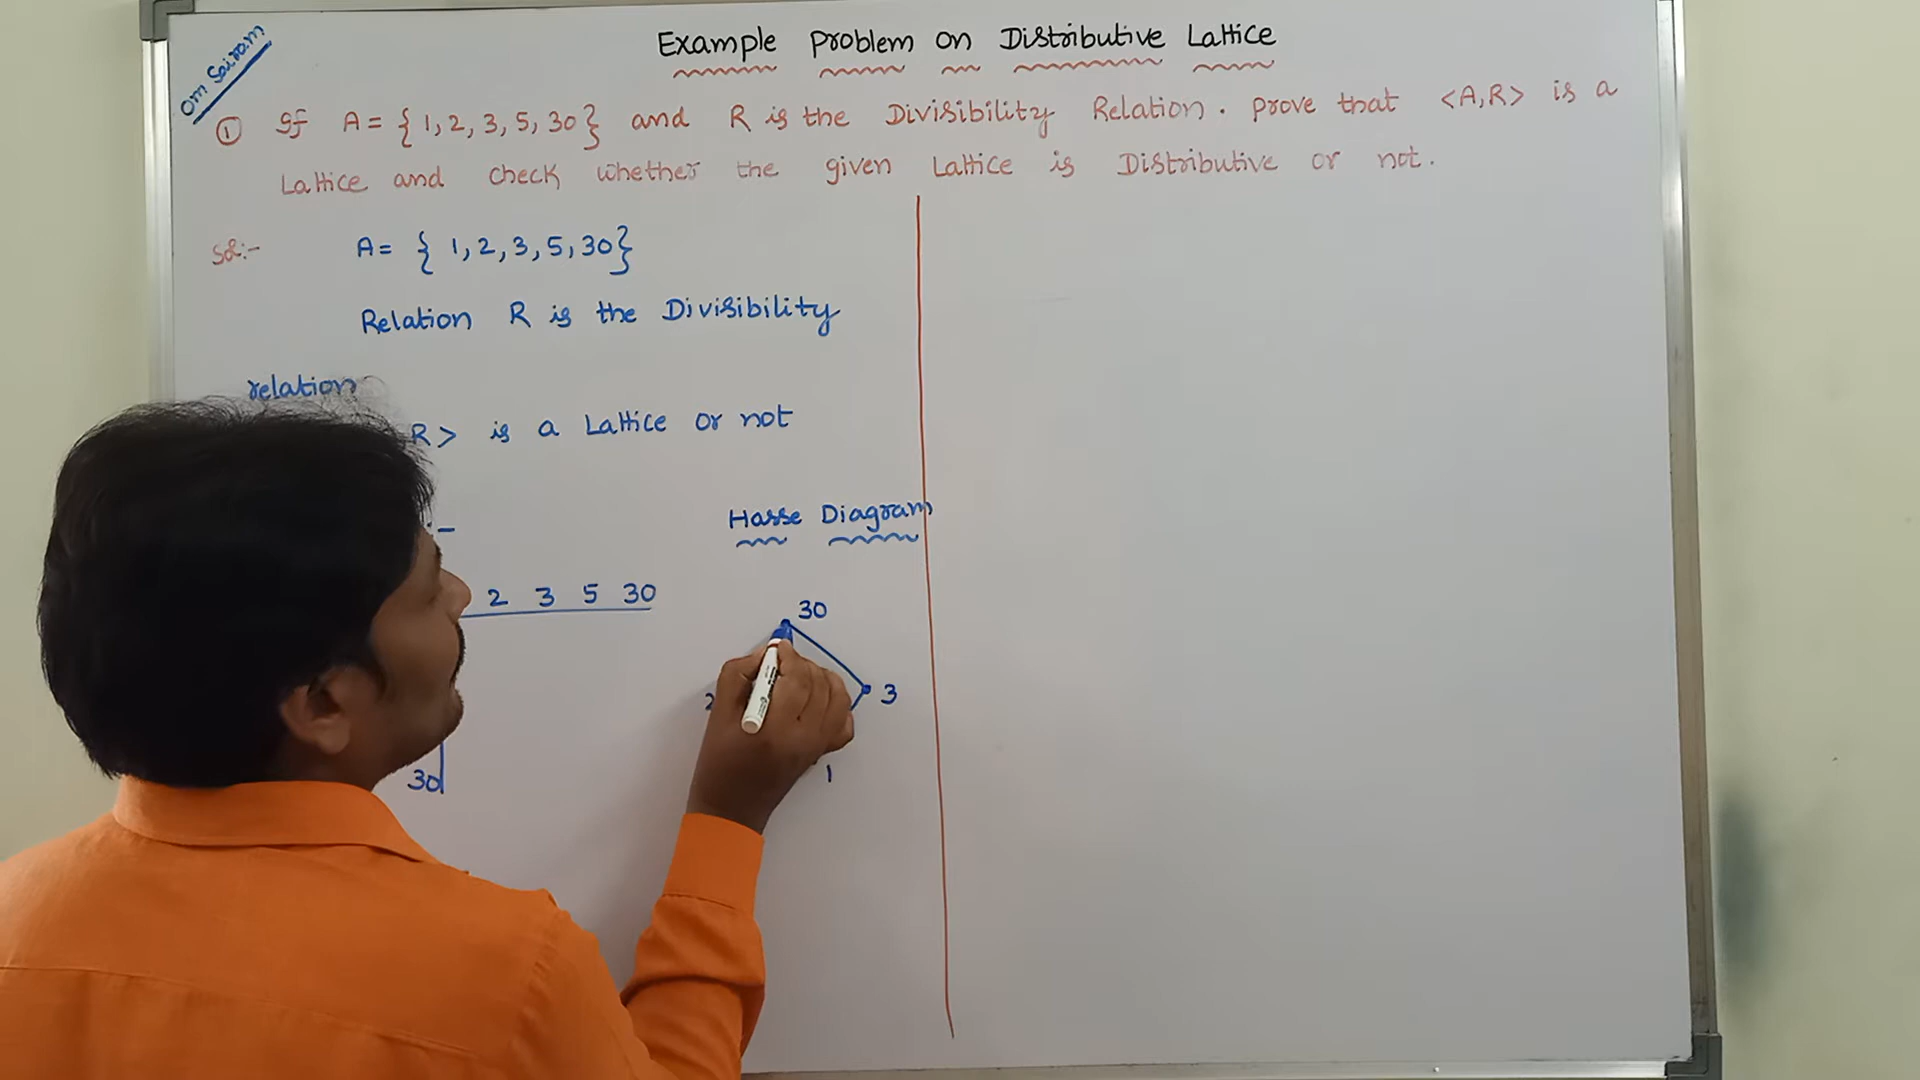 Example Problem on Distributive Lattice
Om Sairam
① If A = { 1, 2, 3, 5, 30 } and R is the Divisibility Relation. Prove that <A,R> is a
Lattice and check whether the given Lattice is Distributive or not.
Sol:- A = { 1, 2, 3, 5, 30 }
Relation R is the Divisibility
relation
R> is a Lattice or not
Hasse Diagram
2 3 5 30
30
3
30
1